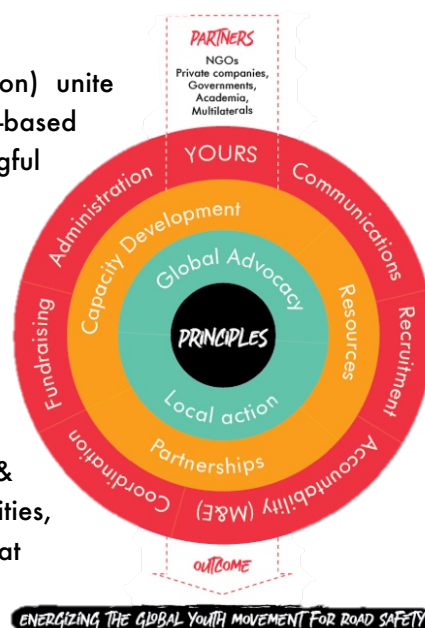 PARTNERS
NGOs
Private companies,
Governments,
Academia,
Multilaterals
on) unite
-based
gful
YOURS
Administration
Communications
Capacity Development
Global Advocacy
Resources
Fundraising
PRINCIPLES
Recruitment
Local action
Partnerships
Coordination
Accountability (M&E)
&
ities,
at
OUTCOME
ENERGIZING THE GLOBAL YOUTH MOVEMENT FOR ROAD SAFETY